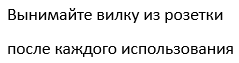 Вынимайте вилку из розетки
после каждого использования